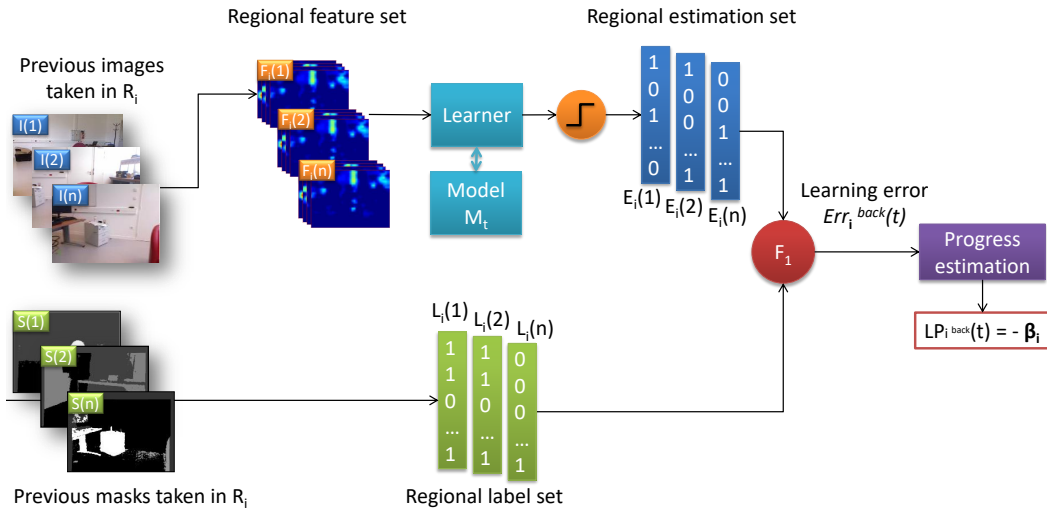 Regional feature set
Regional estimation set
Previous images
taken in Rᵢ
I(1)
I(2)
I(n)
Fᵢ(1)
Fᵢ(2)
Fᵢ(n)
Learner
Model
Mₜ
1
0
1
...
0
1
0
0
...
1
0
0
1
...
1
Eᵢ(1)
Eᵢ(2)
Eᵢ(n)
Learning error
Errᵢ ᵇᵃᶜᵏ(t)
F₁
Progress
estimation
LPᵢ ᵇᵃᶜᵏ(t) = - βᵢ
S(1)
S(2)
S(n)
Lᵢ(1)
Lᵢ(2)
Lᵢ(n)
1
1
0
...
1
1
1
0
...
1
0
0
0
...
1
Previous masks taken in Rᵢ
Regional label set